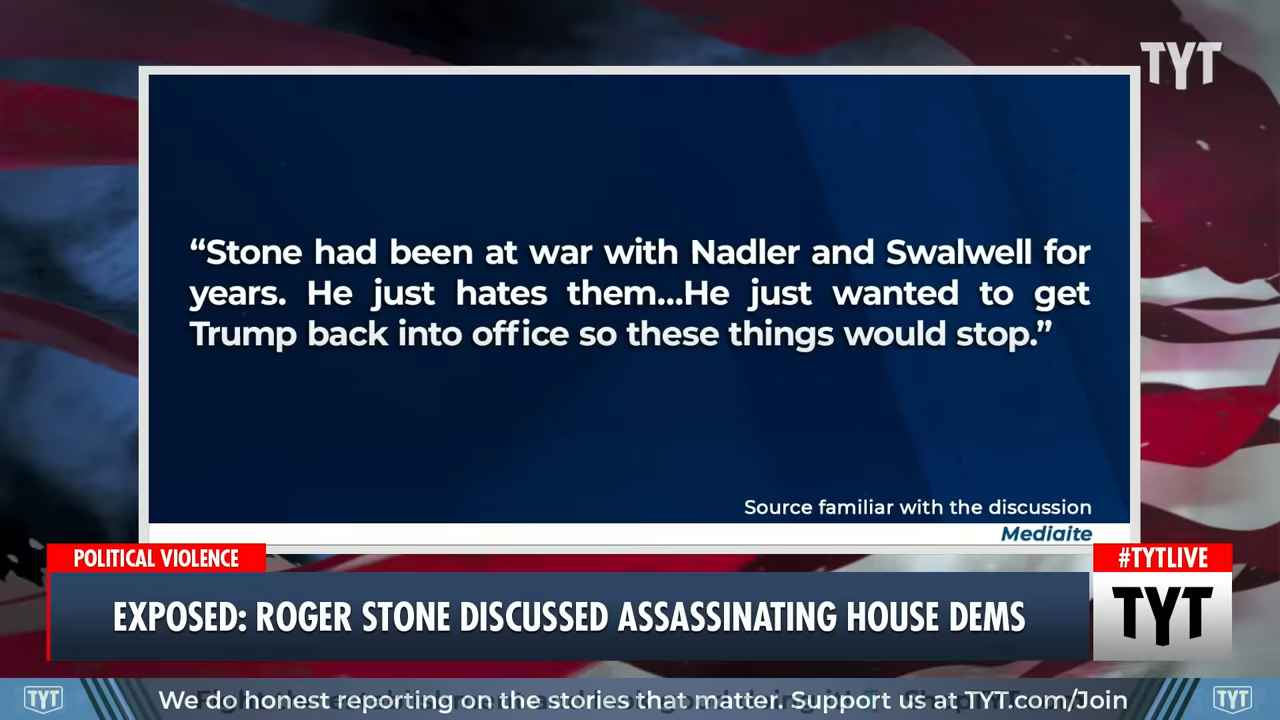 TYT
“Stone had been at war with Nadler and Swalwell for
years. He just hates them...He just wanted to get
Trump back into office so these things would stop.”
Source familiar with the discussion
Mediaite
POLITICAL VIOLENCE
#TYTLIVE
EXPOSED: ROGER STONE DISCUSSED ASSASSINATING HOUSE DEMS
TYT
TYT
We do honest reporting on the stories that matter. Support us at TYT.com/Join
TYT